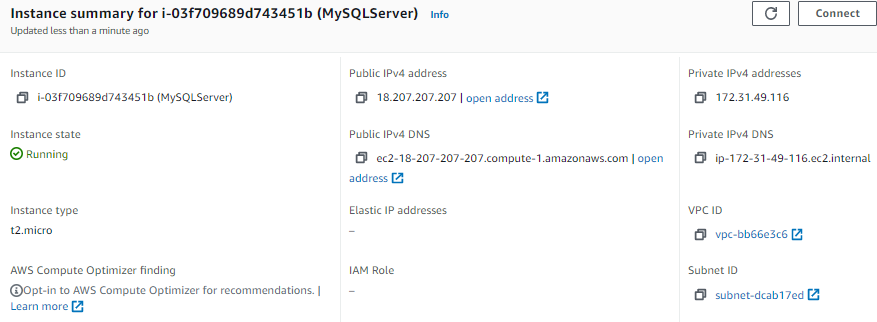 Instance summary for i-03f709689d743451b (MySQLServer) Info
Connect
Updated less than a minute ago
Instance ID
i-03f709689d743451b (MySQLServer)
Public IPv4 address
18.207.207.207 | open address
Private IPv4 addresses
172.31.49.116
Instance state
Running
Public IPv4 DNS
ec2-18-207-207-207.compute-1.amazonaws.com | open
address
Private IPv4 DNS
ip-172-31-49-116.ec2.internal
Instance type
t2.micro
Elastic IP addresses
–
VPC ID
vpc-bb66e3c6
AWS Compute Optimizer finding
Opt-in to AWS Compute Optimizer for recommendations. |
Learn more
IAM Role
–
Subnet ID
subnet-dcab17ed